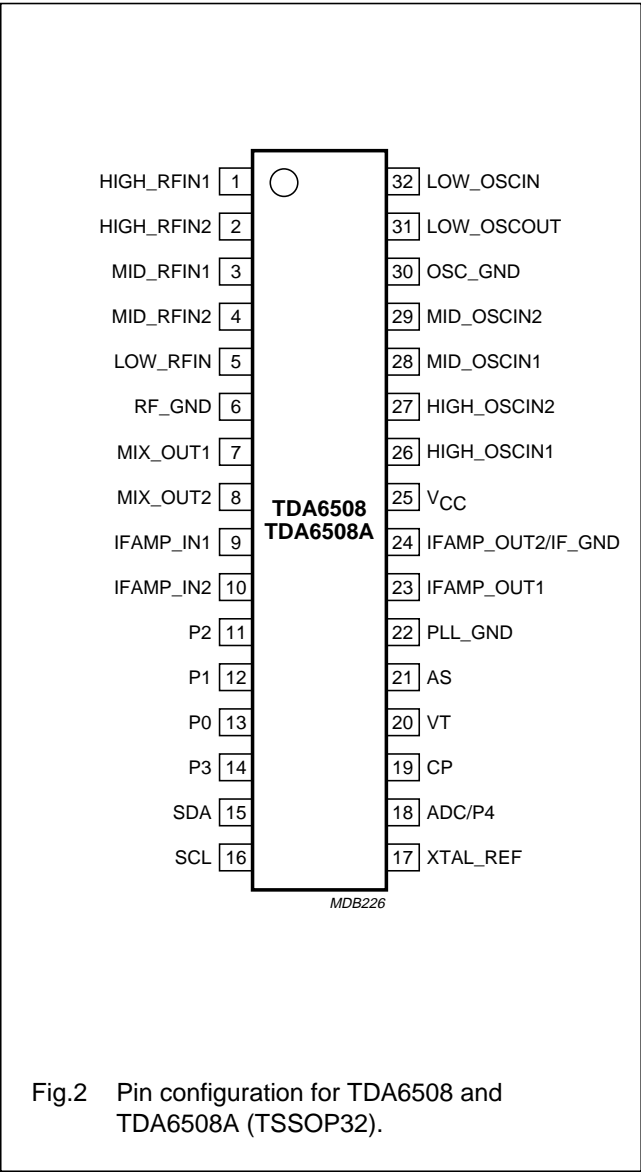 HIGH_RFIN1 1 32 LOW_OSCIN
HIGH_RFIN2 2 31 LOW_OSCOUT
MID_RFIN1 3 30 OSC_GND
MID_RFIN2 4 29 MID_OSCIN2
LOW_RFIN 5 28 MID_OSCIN1
RF_GND 6 27 HIGH_OSCIN2
MIX_OUT1 7 26 HIGH_OSCIN1
MIX_OUT2 8 25 VCC
TDA6508
TDA6508A
IFAMP_IN1 9 24 IFAMP_OUT2/IF_GND
IFAMP_IN2 10 23 IFAMP_OUT1
P2 11 22 PLL_GND
P1 12 21 AS
P0 13 20 VT
P3 14 19 CP
SDA 15 18 ADC/P4
SCL 16 17 XTAL_REF
MDB226
Fig.2 Pin configuration for TDA6508 and
TDA6508A (TSSOP32).